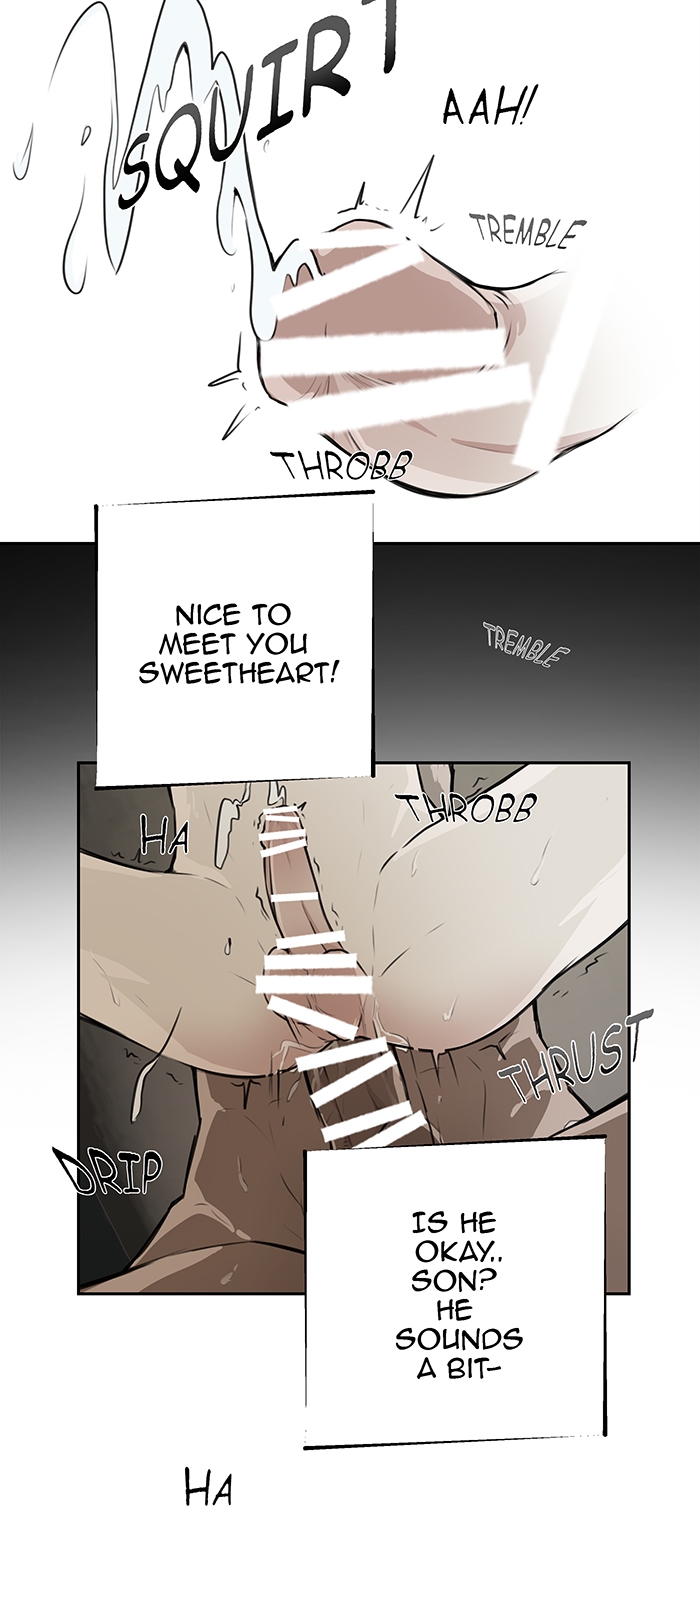 SQUIRT
AAH!
TREMBLE
THROBB
NICE TO
MEET YOU
SWEETHEART!
TREMBLE
HA
THROBB
THRUST
DRIP
IS HE
OKAY..
SON?
HE
SOUNDS
A BIT-
HA